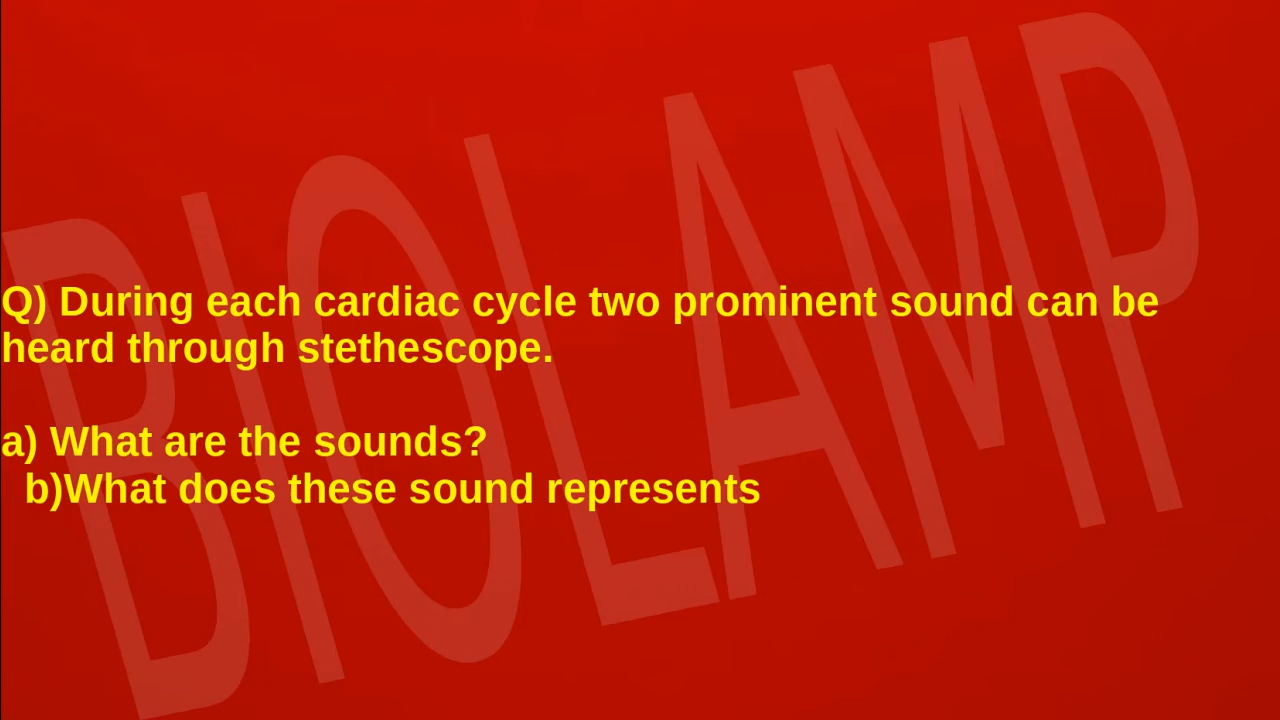 BIOLAMP
Q) During each cardiac cycle two prominent sound can be
heard through stethescope.
a) What are the sounds?
b)What does these sound represents